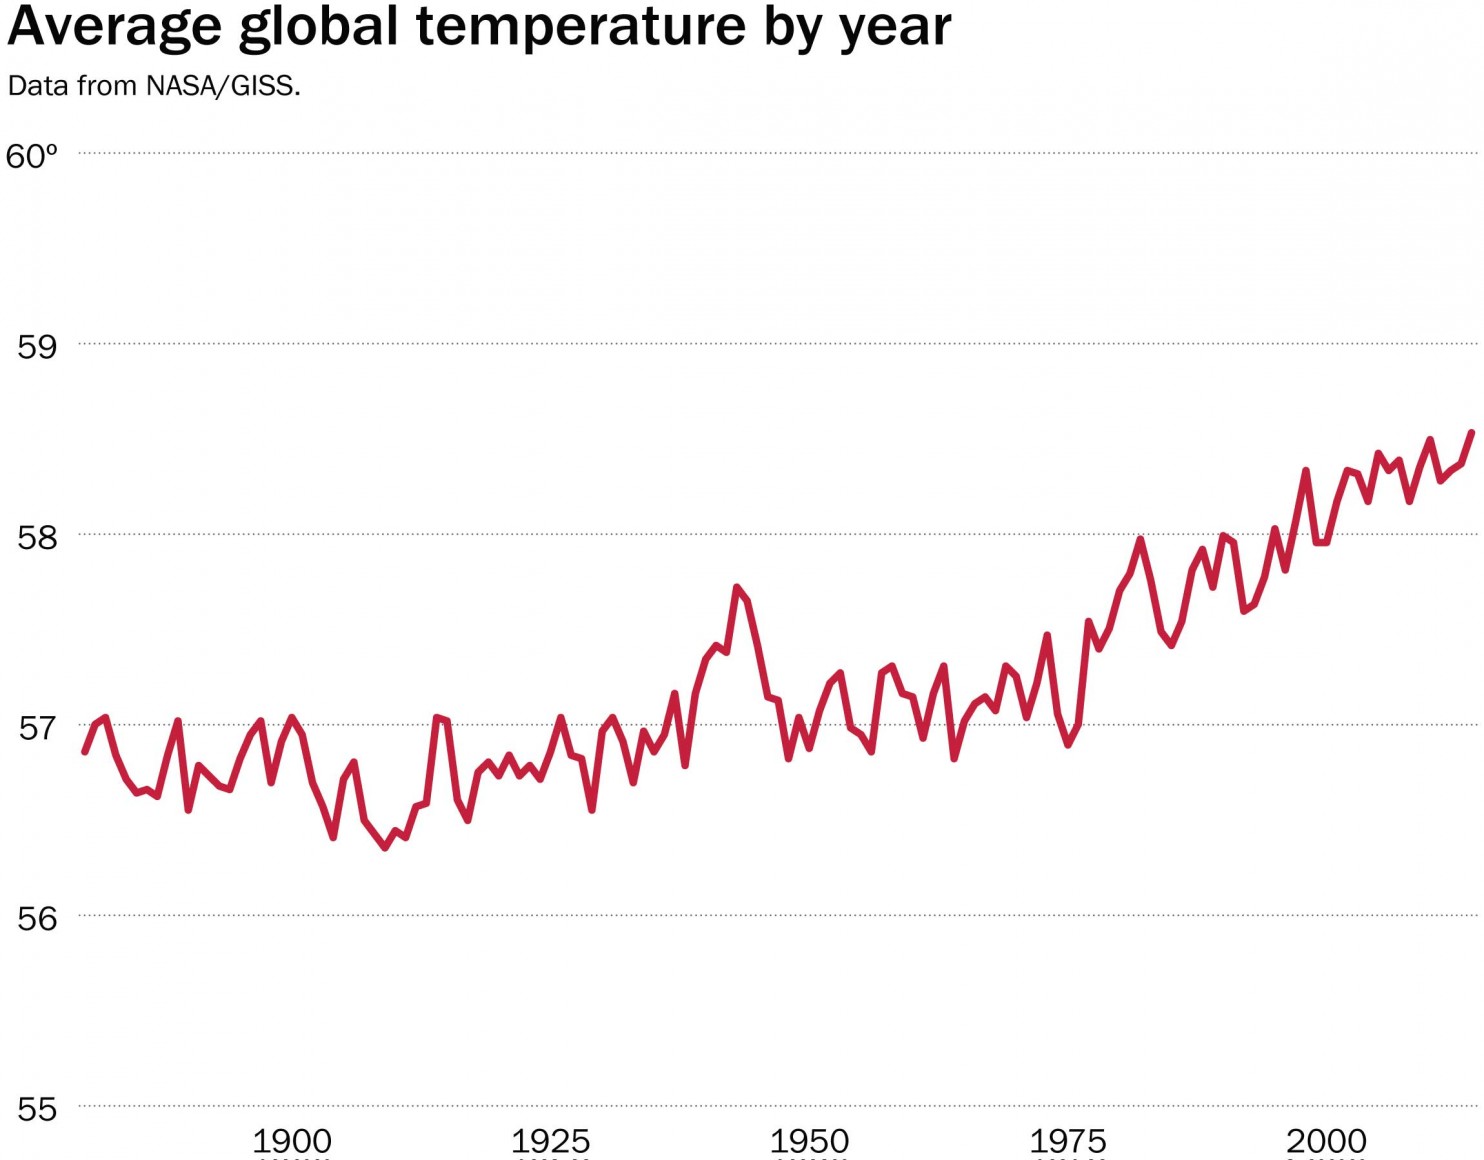 Average global temperature by year
Data from NASA/GISS.
60º
59
58
57
56
55
1900 1925 1950 1975 2000